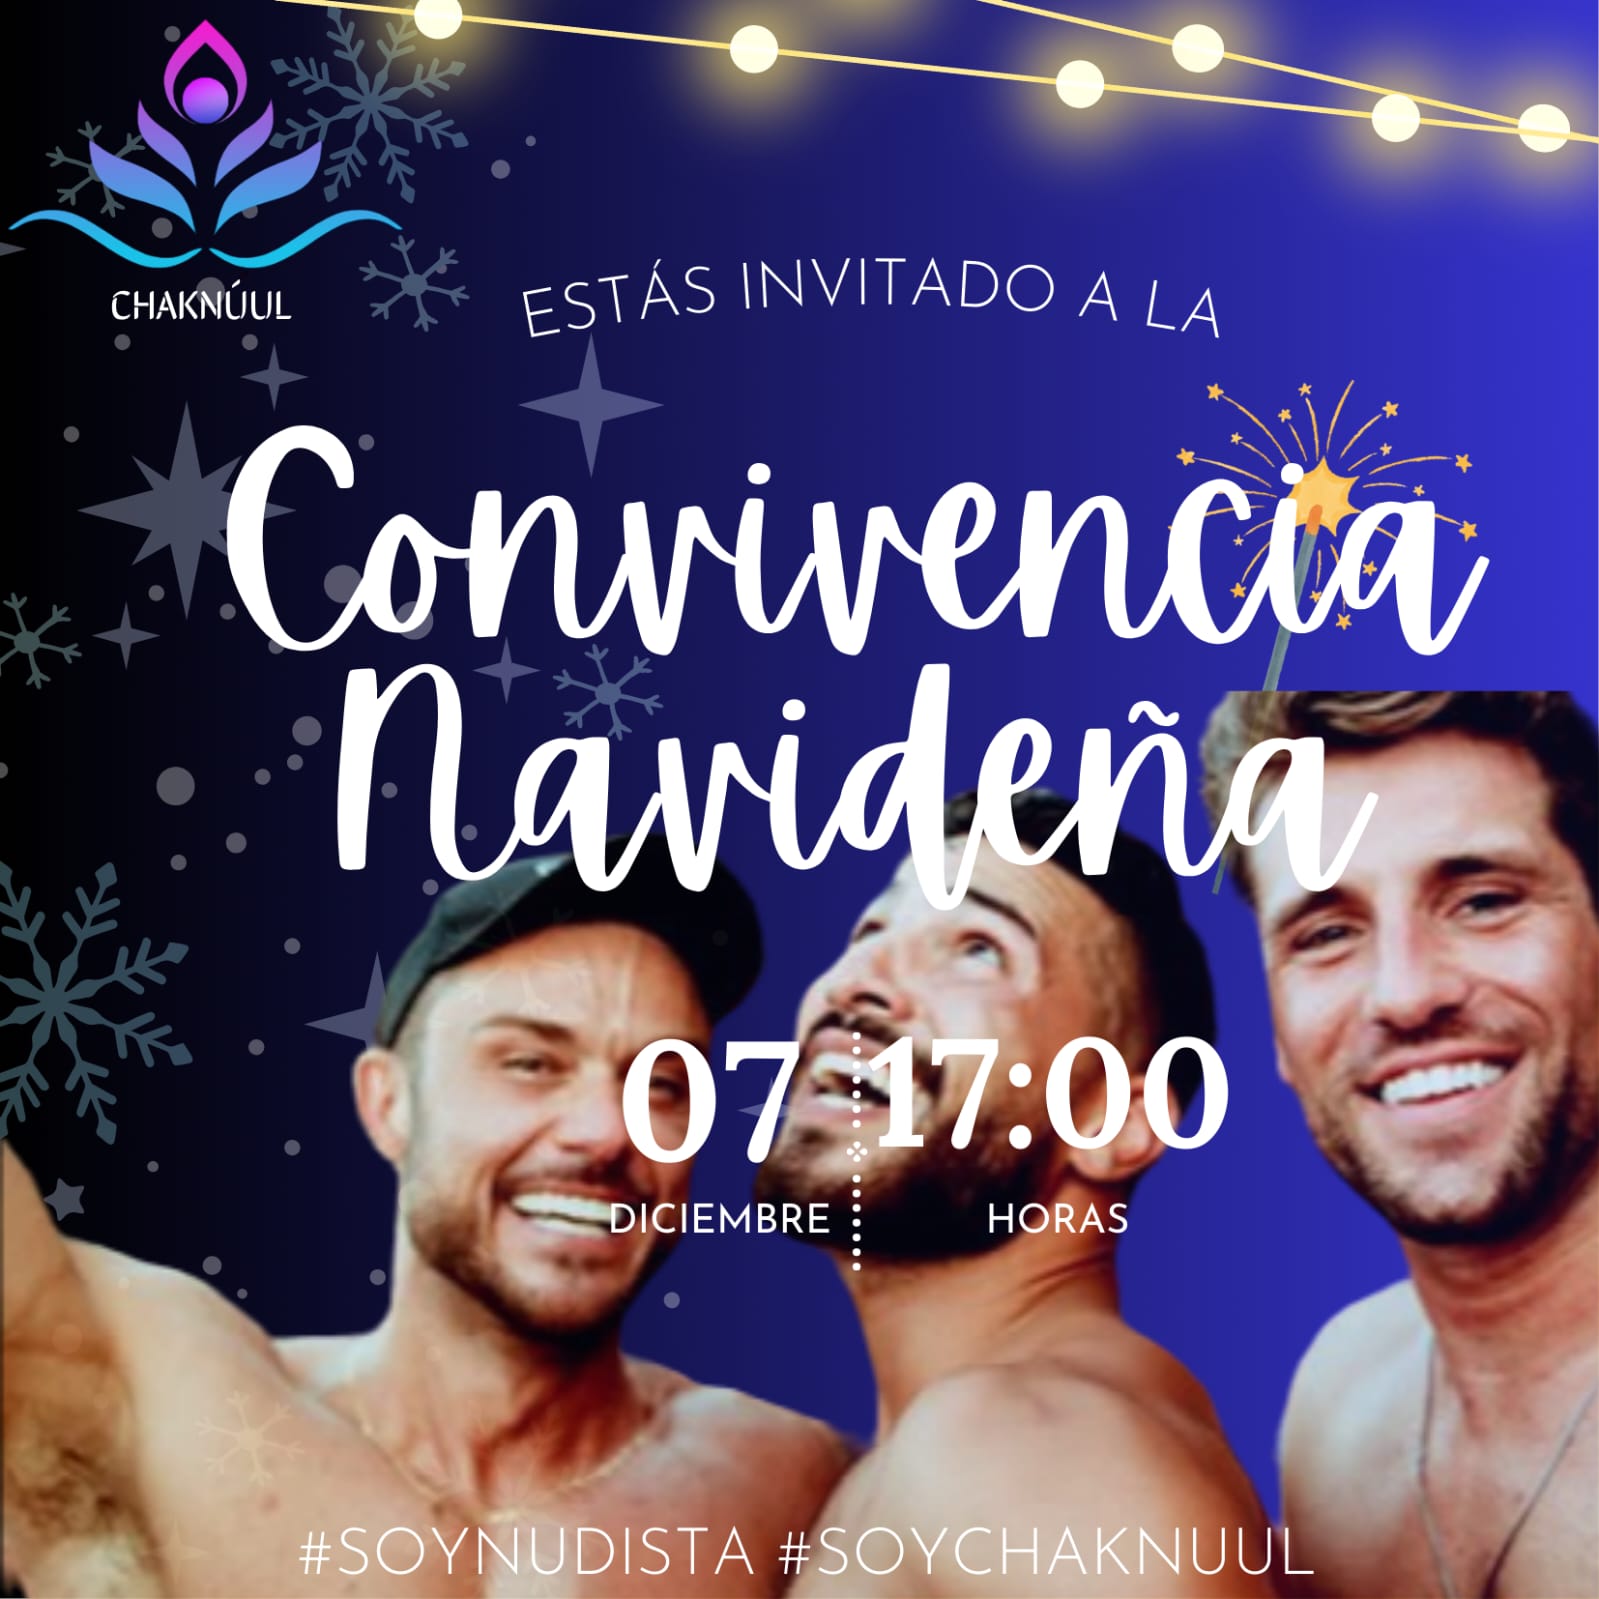 CHAKNÚUL
ESTÁS INVITADO A LA
Convivencia
Navideña
07 17:00
DICIEMBRE HORAS
#SOYNUDISTA #SOYCHAKNUUL